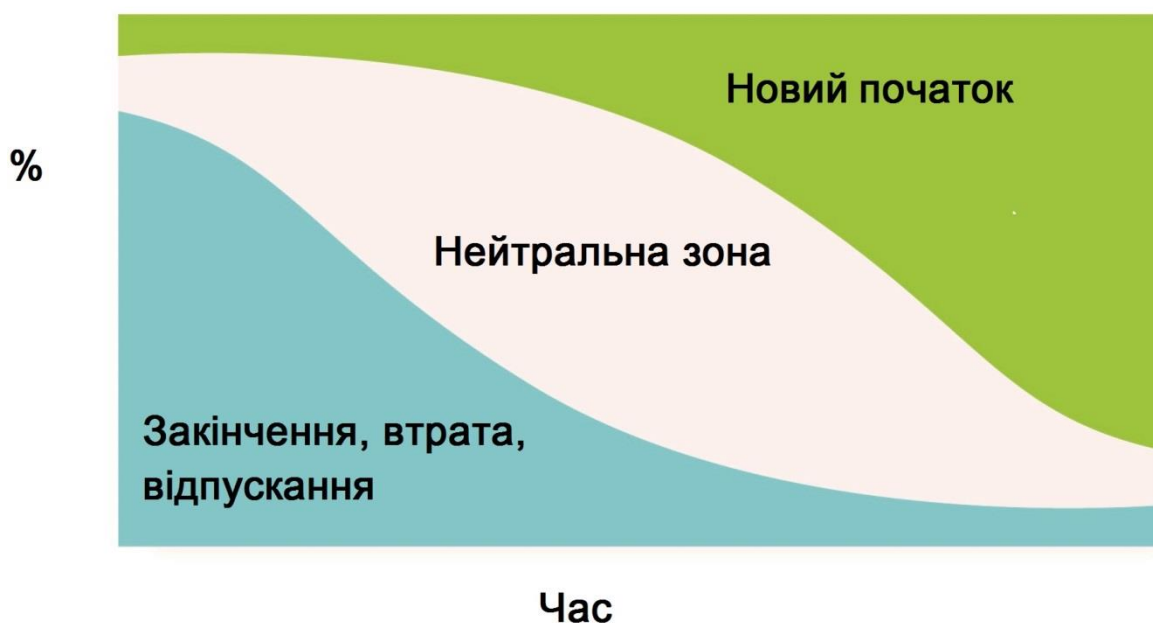 Новий початок
%
Нейтральна зона
Закінчення, втрата,
відпускання
Час